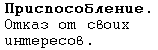 Приспособление.
Отказ от своих
интересов.